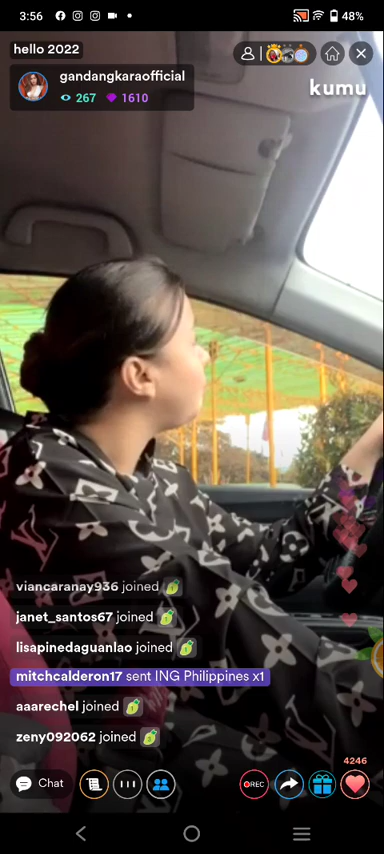 3:56
48%
hello 2022
gandangkaraofficial
267 1610
kumu
viancaranay936 joined
janet_santos67 joined
lisapinedaguanlao joined
mitchcalderon17 sent ING Philippines x1
aaarechel joined
zeny092062 joined
4246
Chat
REC